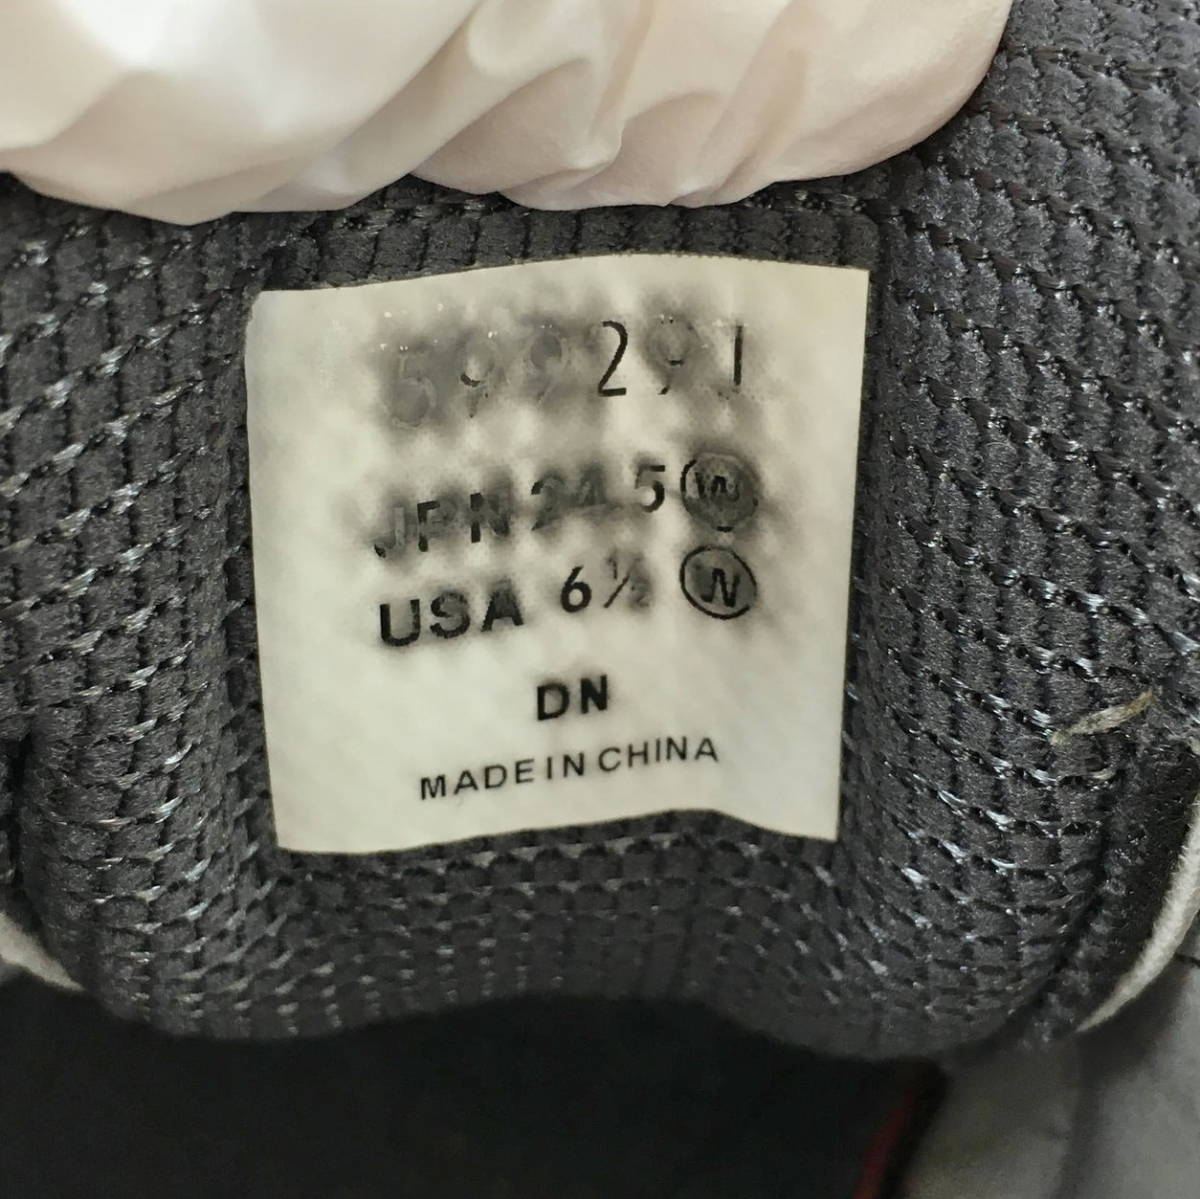 599291
JPN 24.5 Ⓦ
USA 6½ Ⓦ
DN
MADE IN CHINA